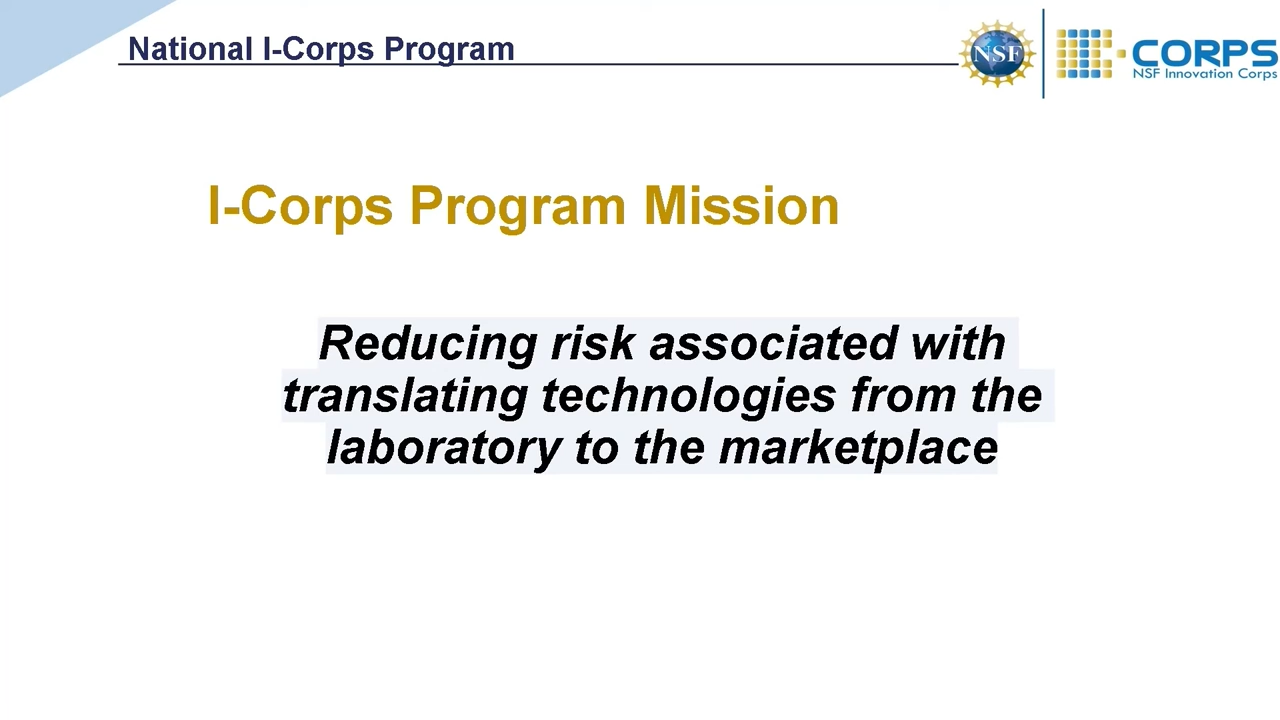 National I-Corps Program
NSF
CORPS
NSF Innovation Corps
I-Corps Program Mission
Reducing risk associated with
translating technologies from the
laboratory to the marketplace